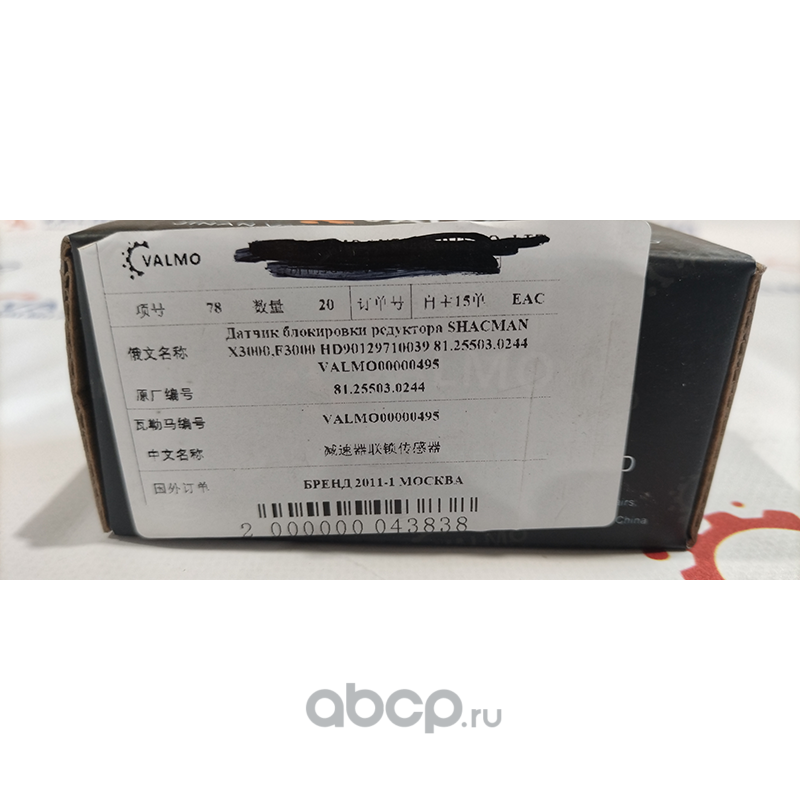 VALMO
项号 78 数量 20 订单号 月卡15单 EAC
俄文名称 Датчик блокировки редуктора SHACMAN
X3000,F3000 HD90129710039 81.25503.0244
VALMO00000495
原厂编号 81.25503.0244
瓦勒马编号 VALMO00000495
中文名称 减速器联锁传感器
国外订单 БРЕНД 2011-1 МОСКВА
2 000000 043838
China
abcp.ru